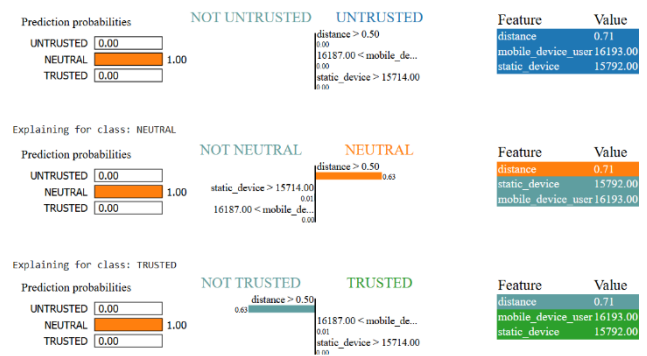 Prediction probabilities
UNTRUSTED 0.00
NEUTRAL 1.00
TRUSTED 0.00
NOT UNTRUSTED UNTRUSTED
distance > 0.50
0.00
16187.00 < mobile_de...
0.00
static_device > 15714.00
0.00
Feature Value
distance 0.71
mobile_device_user 16193.00
static_device 15792.00
Explaining for class: NEUTRAL
Prediction probabilities
UNTRUSTED 0.00
NEUTRAL 1.00
TRUSTED 0.00
NOT NEUTRAL NEUTRAL
distance > 0.50
0.63
static_device > 15714.00
0.01
16187.00 < mobile_de...
0.00
Feature Value
distance 0.71
static_device 15792.00
mobile_device_user 16193.00
Explaining for class: TRUSTED
Prediction probabilities
UNTRUSTED 0.00
NEUTRAL 1.00
TRUSTED 0.00
NOT TRUSTED TRUSTED
distance > 0.50
0.63
16187.00 < mobile_de...
0.01
static_device > 15714.00
0.00
Feature Value
distance 0.71
mobile_device_user 16193.00
static_device 15792.00